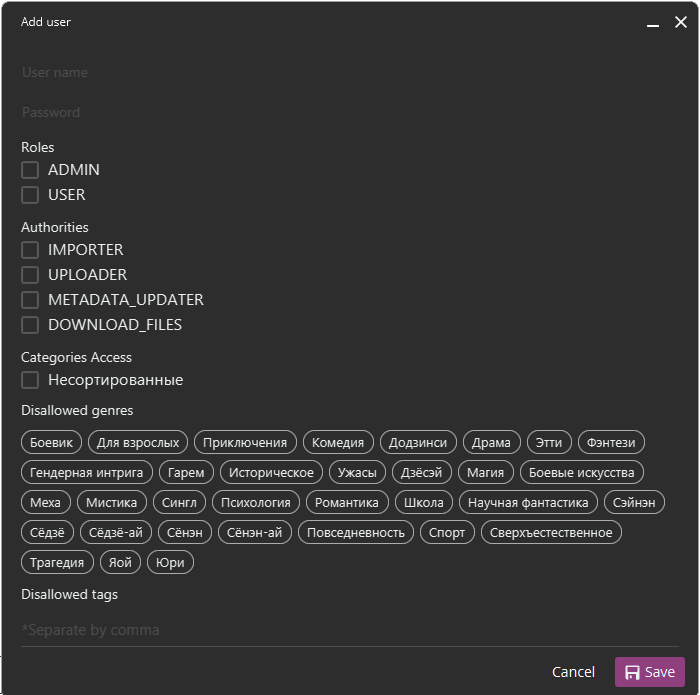 Add user
User name
Password
Roles
ADMIN
USER
Authorities
IMPORTER
UPLOADER
METADATA_UPDATER
DOWNLOAD_FILES
Categories Access
Несортированные
Disallowed genres
Боевик Для взрослых Приключения Комедия Додзинси Драма Этти Фэнтези
Гендерная интрига Гарем Историческое Ужасы Дзёсэй Магия Боевые искусства
Меха Мистика Сингл Психология Романтика Школа Научная фантастика Сэйнэн
Сёдзё Сёдзё-ай Сёнэн Сёнэн-ай Повседневность Спорт Сверхъестественное
Трагедия Яой Юри
Disallowed tags
*Separate by comma
Cancel Save